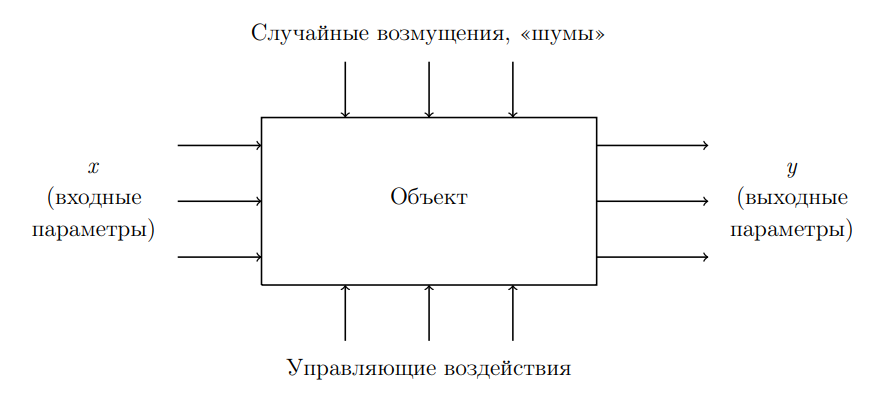 Случайные возмущения, «шумы»
x
(входные
параметры)
Объект
y
(выходные
параметры)
Управляющие воздействия